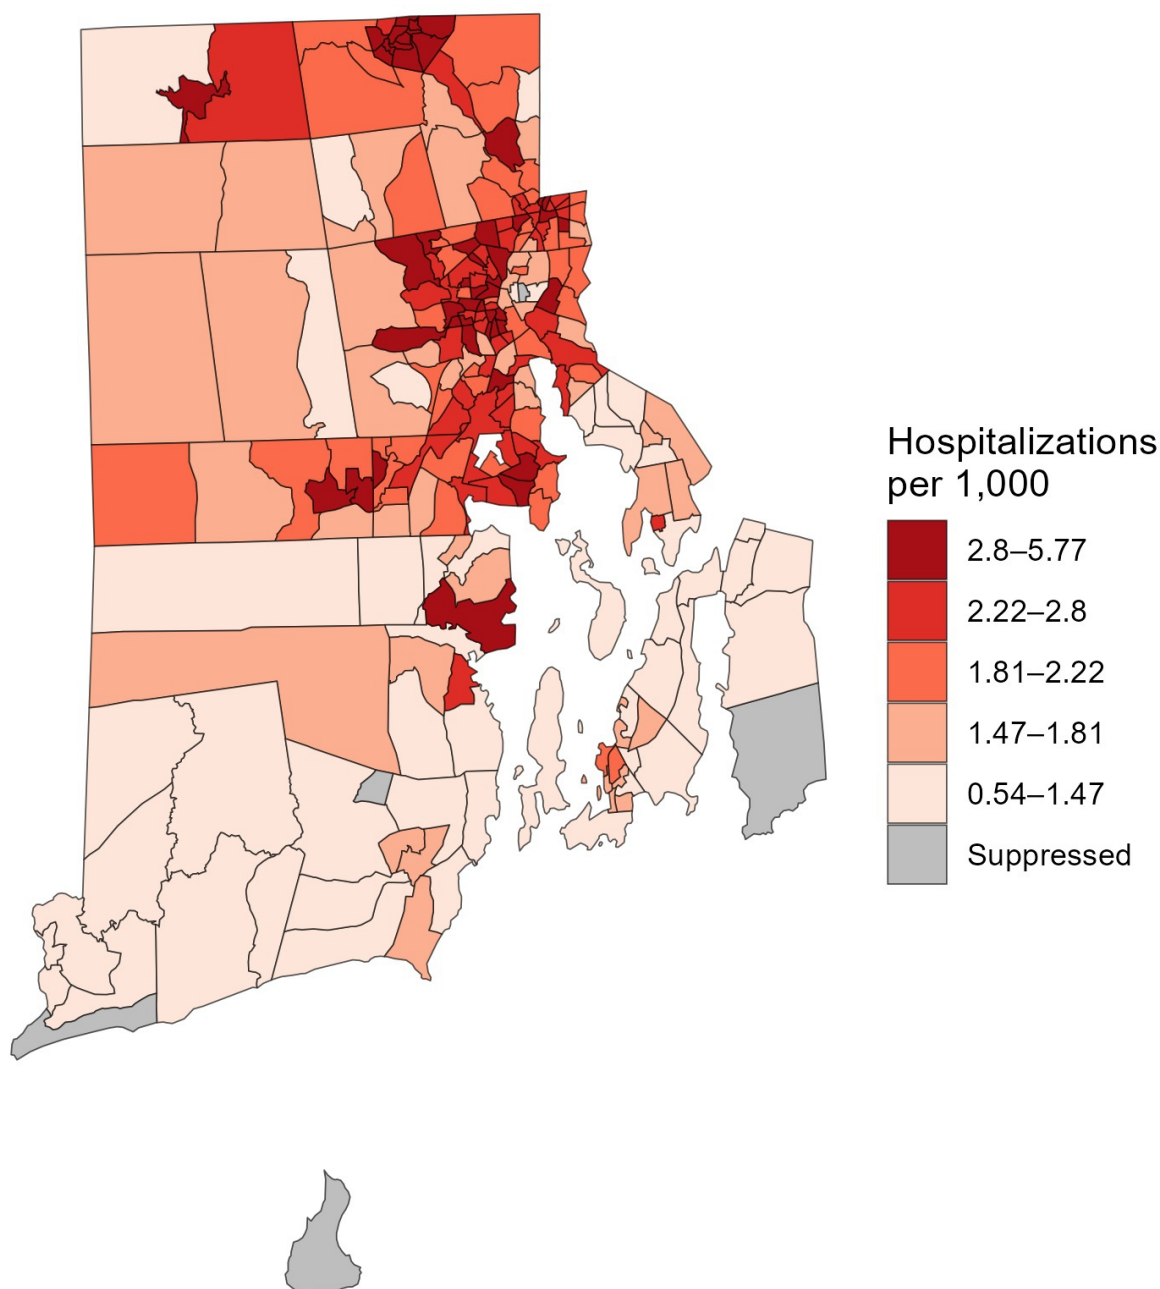 Hospitalizations
per 1,000
2.8–5.77
2.22–2.8
1.81–2.22
1.47–1.81
0.54–1.47
Suppressed